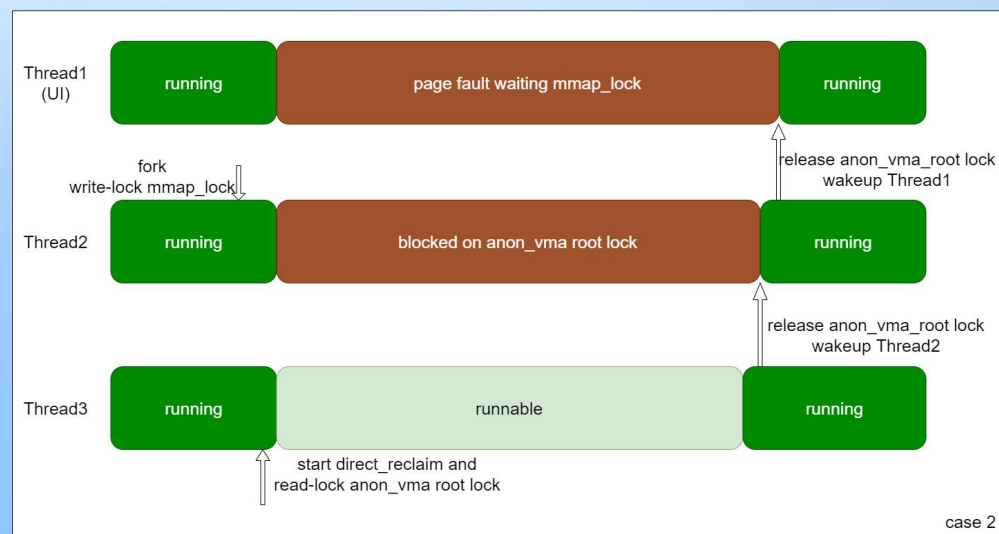 Thread1
(UI)
running
page fault waiting mmap_lock
running
fork
write-lock mmap_lock
release anon_vma_root lock
wakeup Thread1
Thread2
running
blocked on anon_vma root lock
running
release anon_vma_root lock
wakeup Thread2
Thread3
running
runnable
running
start direct_reclaim and
read-lock anon_vma root lock
case 2